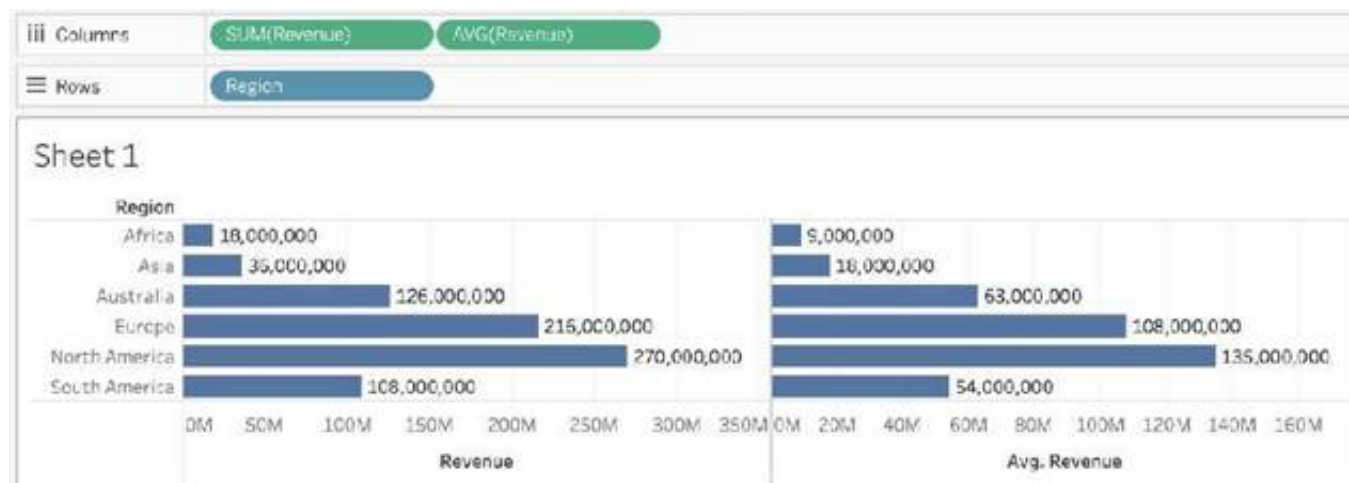 iii Columns SUM(Revenue) AVG(Revenue)
Rows Region
Sheet 1
Region
Africa 18,000,000 9,000,000
Asia 36,000,000 18,000,000
Australia 126,000,000 63,000,000
Europe 216,000,000 108,000,000
North America 270,000,000 135,000,000
South America 108,000,000 54,000,000
0M 50M 100M 150M 200M 250M 300M 350M 0M 20M 40M 60M 80M 100M 120M 140M 160M
Revenue Avg. Revenue